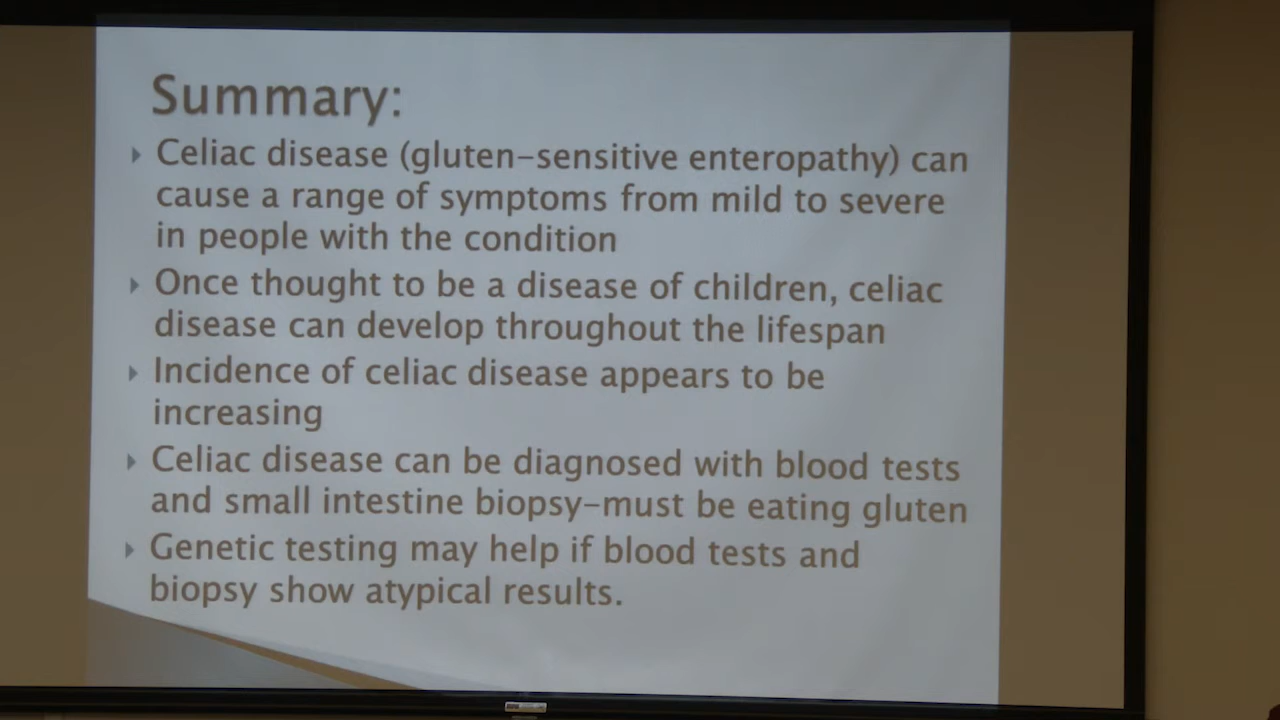 Summary:
Celiac disease (gluten-sensitive enteropathy) can
cause a range of symptoms from mild to severe
in people with the condition
Once thought to be a disease of children, celiac
disease can develop throughout the lifespan
Incidence of celiac disease appears to be
increasing
Celiac disease can be diagnosed with blood tests
and small intestine biopsy-must be eating gluten
Genetic testing may help if blood tests and
biopsy show atypical results.